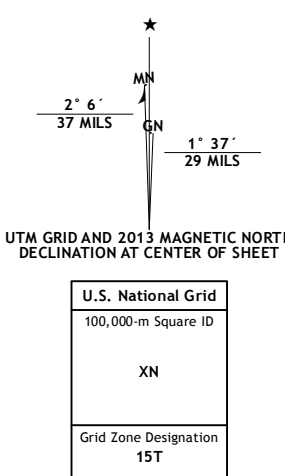 ★
MN
GN
2° 6´
37 MILS
1° 37´
29 MILS
UTM GRID AND 2013 MAGNETIC NORT
DECLINATION AT CENTER OF SHEET
U.S. National Grid
100,000-m Square ID
XN
Grid Zone Designation
15T